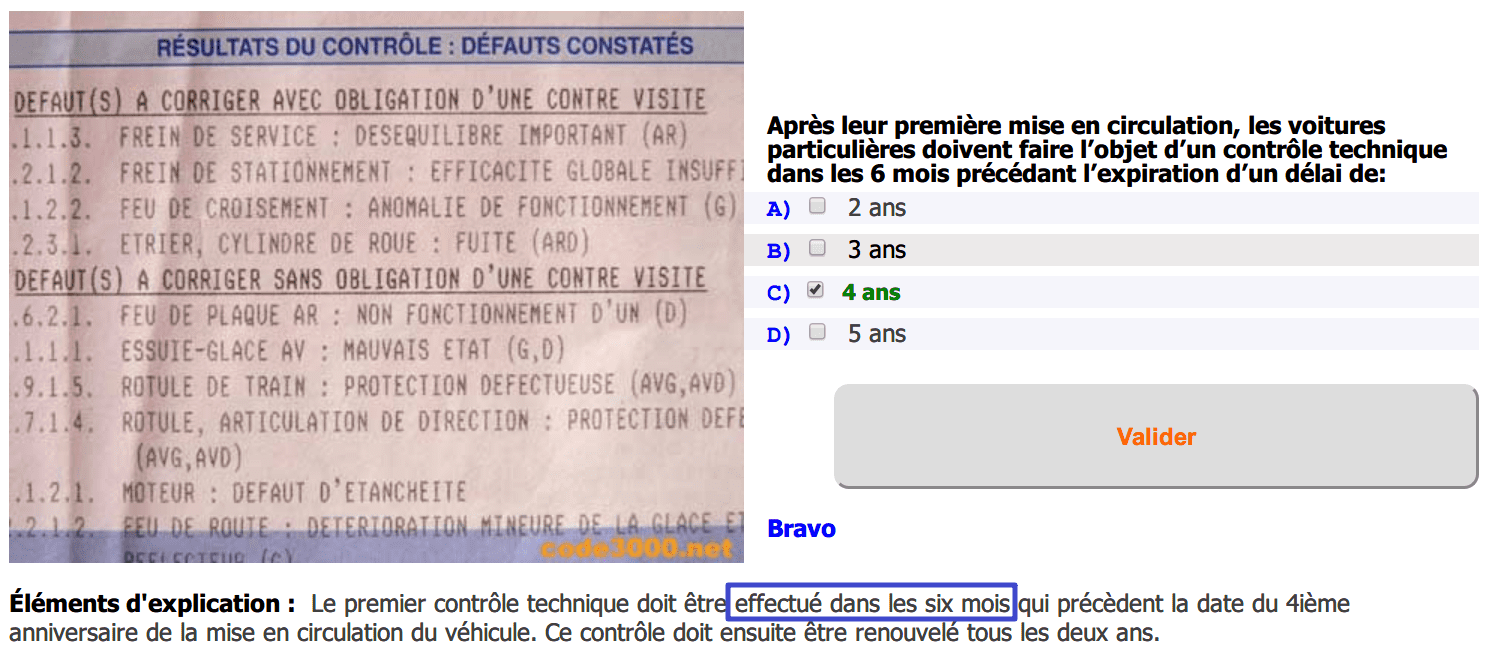 RÉSULTATS DU CONTRÔLE : DÉFAUTS CONSTATÉS
DEFAUT(S) A CORRIGER AVEC OBLIGATION D'UNE CONTRE VISITE
.1.1.3. FREIN DE SERVICE : DESEQUILIBRE IMPORTANT (AR)
.2.1.2. FREIN DE STATIONNEMENT : EFFICACITE GLOBALE INSUFFI
.1.2.2. FEU DE CROISEMENT : ANOMALIE DE FONCTIONNEMENT (G)
.2.3.1. ETRIER, CYLINDRE DE ROUE : FUITE (ARD)
DEFAUT(S) A CORRIGER SANS OBLIGATION D'UNE CONTRE VISITE
.6.2.1. FEU DE PLAQUE AR : NON FONCTIONNEMENT D'UN (D)
.1.1.1. ESSUIE-GLACE AV : MAUVAIS ETAT (G,D)
.9.1.5. ROTULE DE TRAIN : PROTECTION DEFECTUEUSE (AVG,AVD)
.7.1.4. ROTULE, ARTICULATION DE DIRECTION : PROTECTION DEFE
(AVG,AVD)
.1.2.1. MOTEUR : DEFAUT D'ETANCHEITE
.2.1.2. FEU DE ROUTE : DETERIORATION MINEURE DE LA GLACE ET
REFLECTEUR (G)
code3000.net
Après leur première mise en circulation, les voitures
particulières doivent faire l'objet d'un contrôle technique
dans les 6 mois précédant l'expiration d'un délai de:
A) 2 ans
B) 3 ans
C) 4 ans
D) 5 ans
Valider
Bravo
Éléments d'explication : Le premier contrôle technique doit être effectué dans les six mois qui précèdent la date du 4ième
anniversaire de la mise en circulation du véhicule. Ce contrôle doit ensuite être renouvelé tous les deux ans.